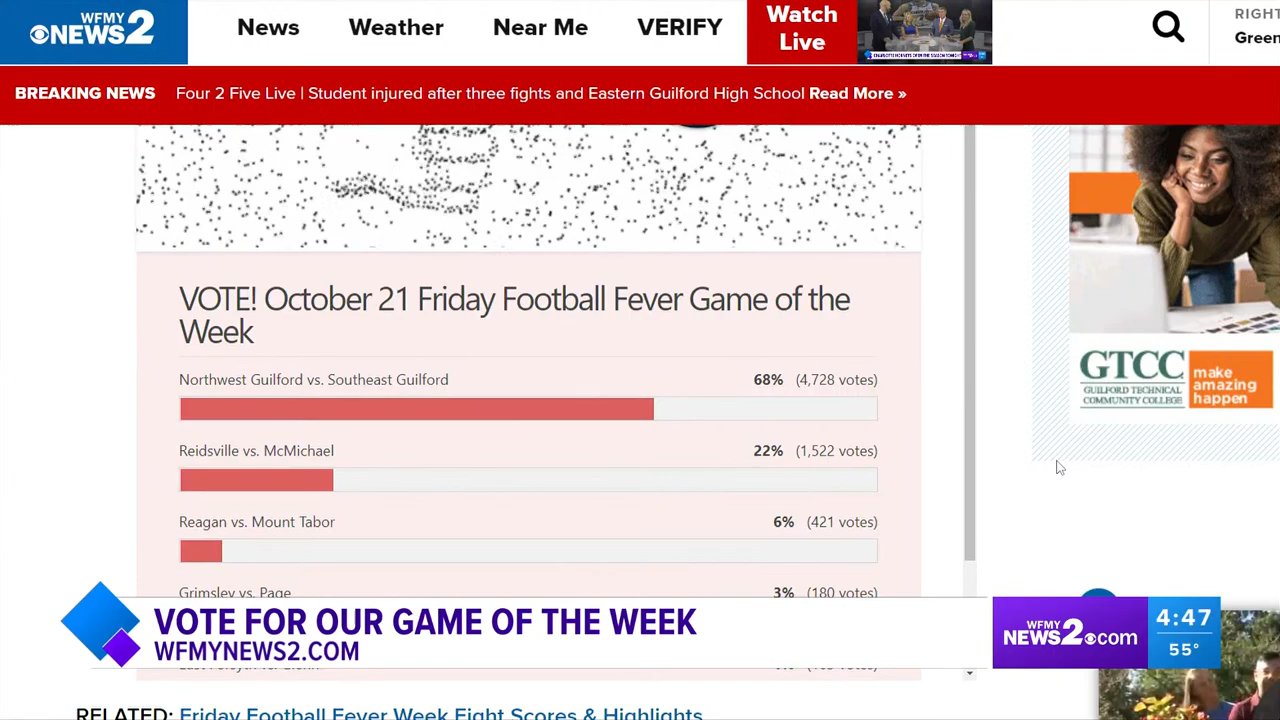 WFMY
NEWS 2
News
Weather
Near Me
VERIFY
Watch
Live
RIGHT
Green
BREAKING NEWS
Four 2 Five Live | Student injured after three fights and Eastern Guilford High School Read More »
VOTE! October 21 Friday Football Fever Game of the
Week
Northwest Guilford vs. Southeast Guilford 68% (4,728 votes)
Reidsville vs. McMichael 22% (1,522 votes)
Reagan vs. Mount Tabor 6% (421 votes)
Grimsley vs. Page 3% (180 votes)
GTCC
GUILFORD TECHNICAL
COMMUNITY COLLEGE
make
amazing
happen
VOTE FOR OUR GAME OF THE WEEK
WFMYNEWS2.COM
WFMY
NEWS2.com
4:47
55°
RELATED: Friday Football Fever Week Eight Scores & Highlights